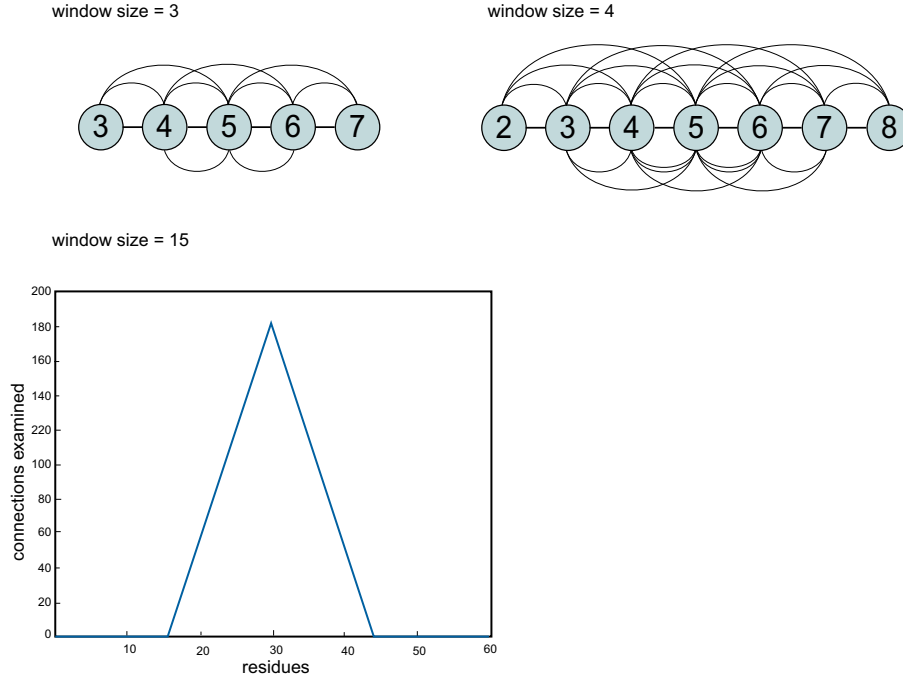 window size = 3
window size = 4
3 4 5 6 7
2 3 4 5 6 7 8
window size = 15
200
180
160
140
220
100
80
60
40
20
0
connections examined
10 20 30 40 50 60
residues